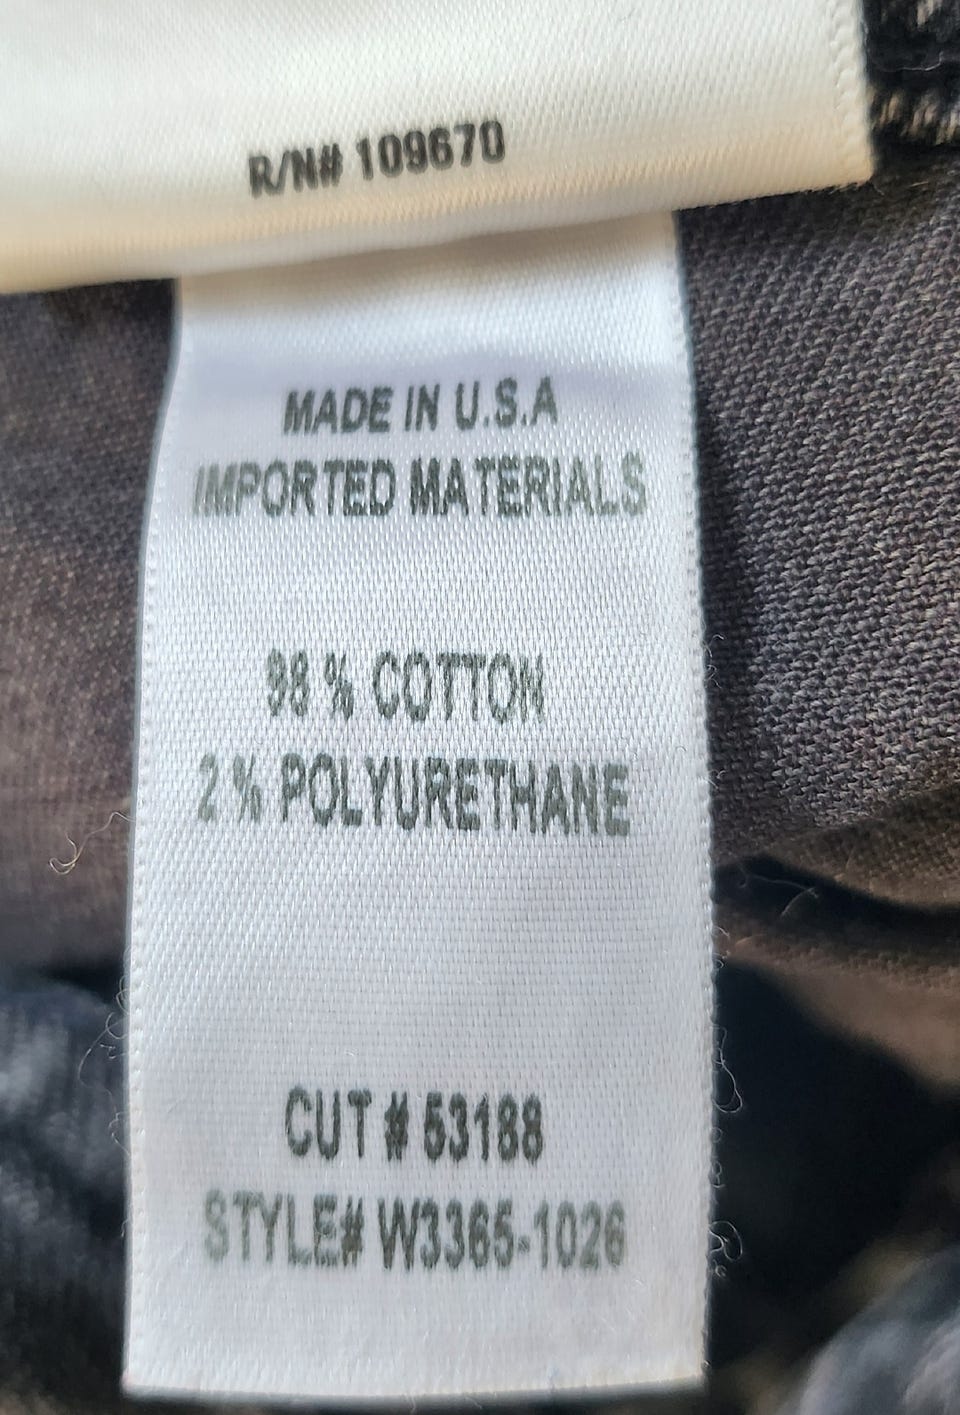 R/N# 109670
MADE IN U.S.A
IMPORTED MATERIALS
98 % COTTON
2 % POLYURETHANE
CUT # 53188
STYLE# W3365-1026